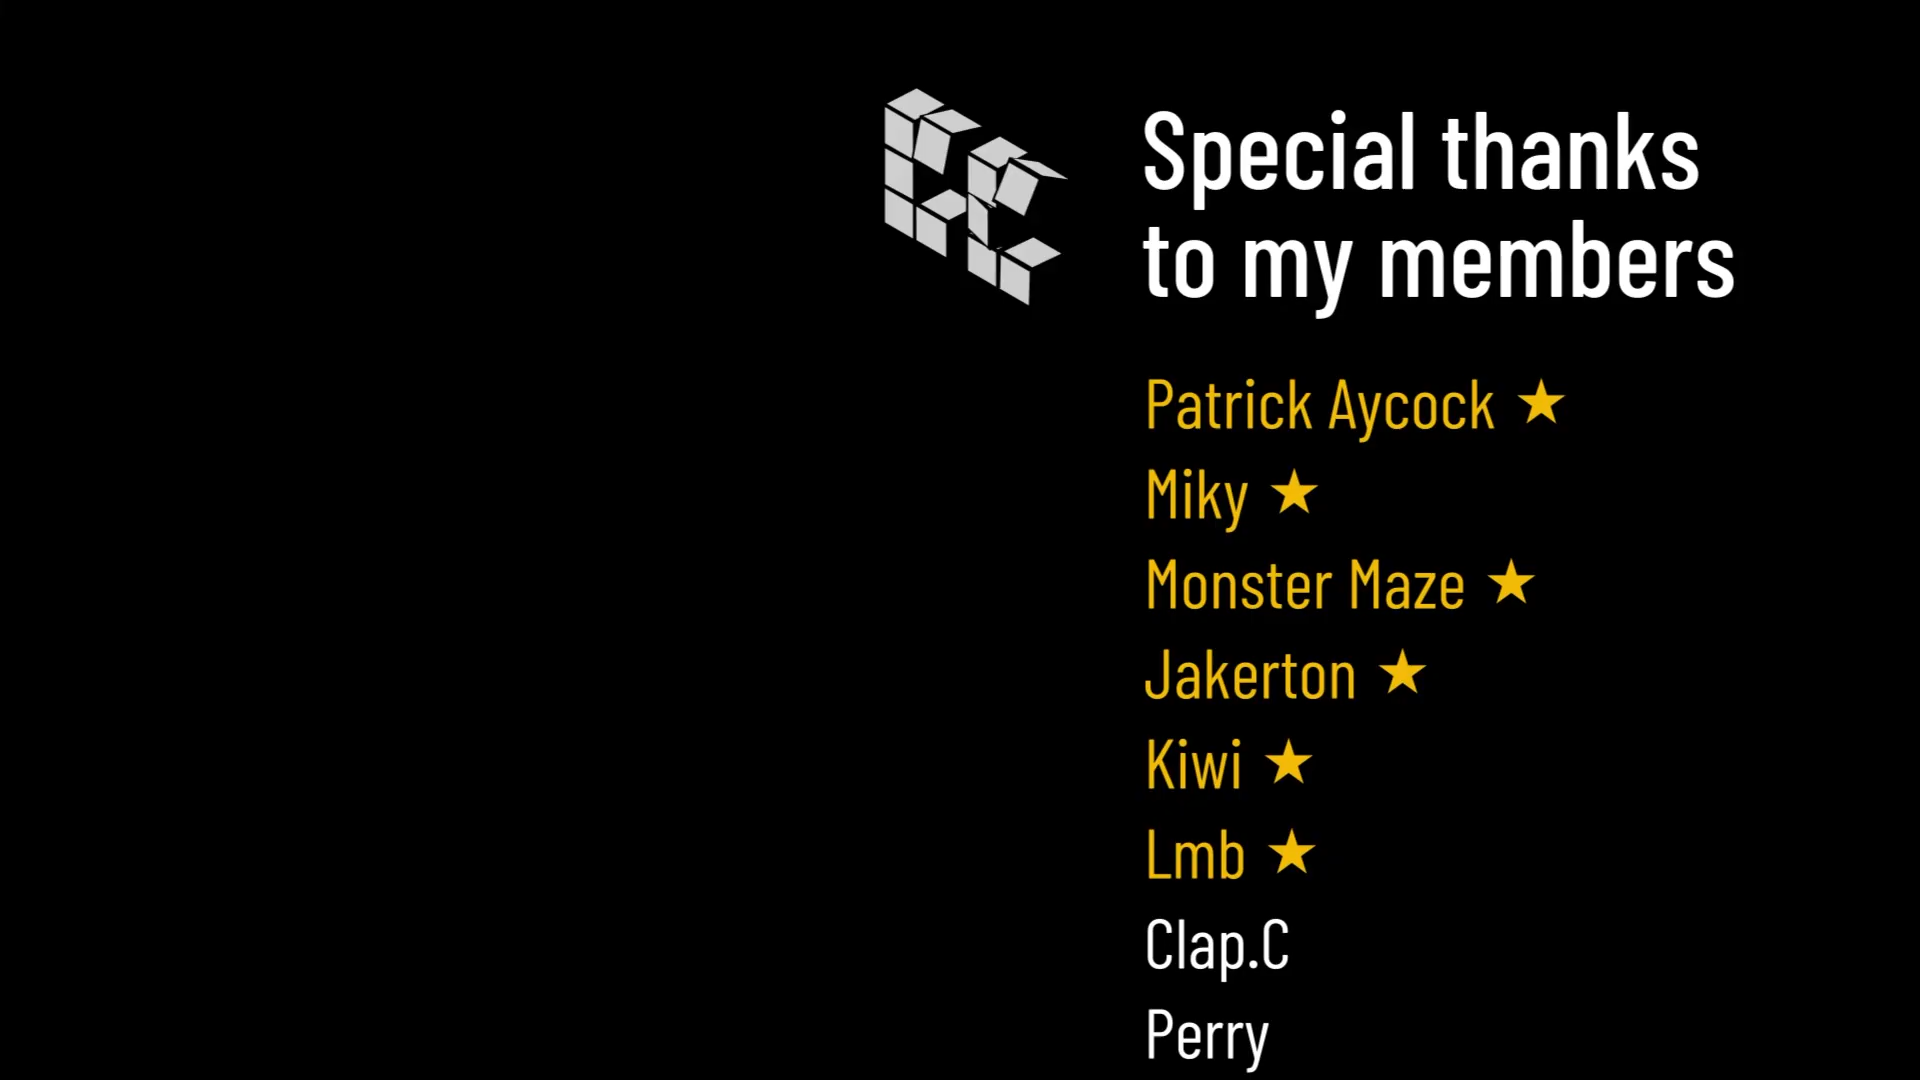 Special thanks
to my members
Patrick Aycock ★
Miky ★
Monster Maze ★
Jakerton ★
Kiwi ★
Lmb ★
Clap.C
Perry